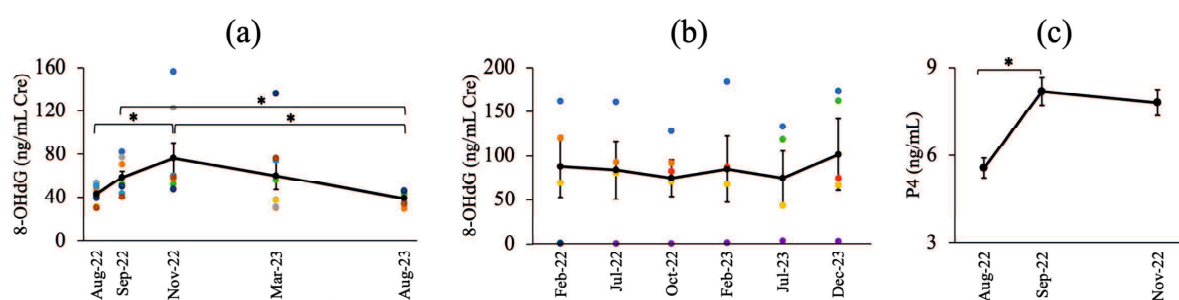 (a)
8-OHdG (ng/mL Cre)
160
120
80
40
0
*
*
*
Aug-22
Sep-22
Nov-22
Mar-23
Aug-23
(b)
8-OHdG (ng/mL Cre)
200
150
100
50
0
Feb-22
Jul-22
Oct-22
Feb-23
Jul-23
Dec-23
(c)
P4 (ng/mL)
9
6
3
*
Aug-22
Sep-22
Nov-22